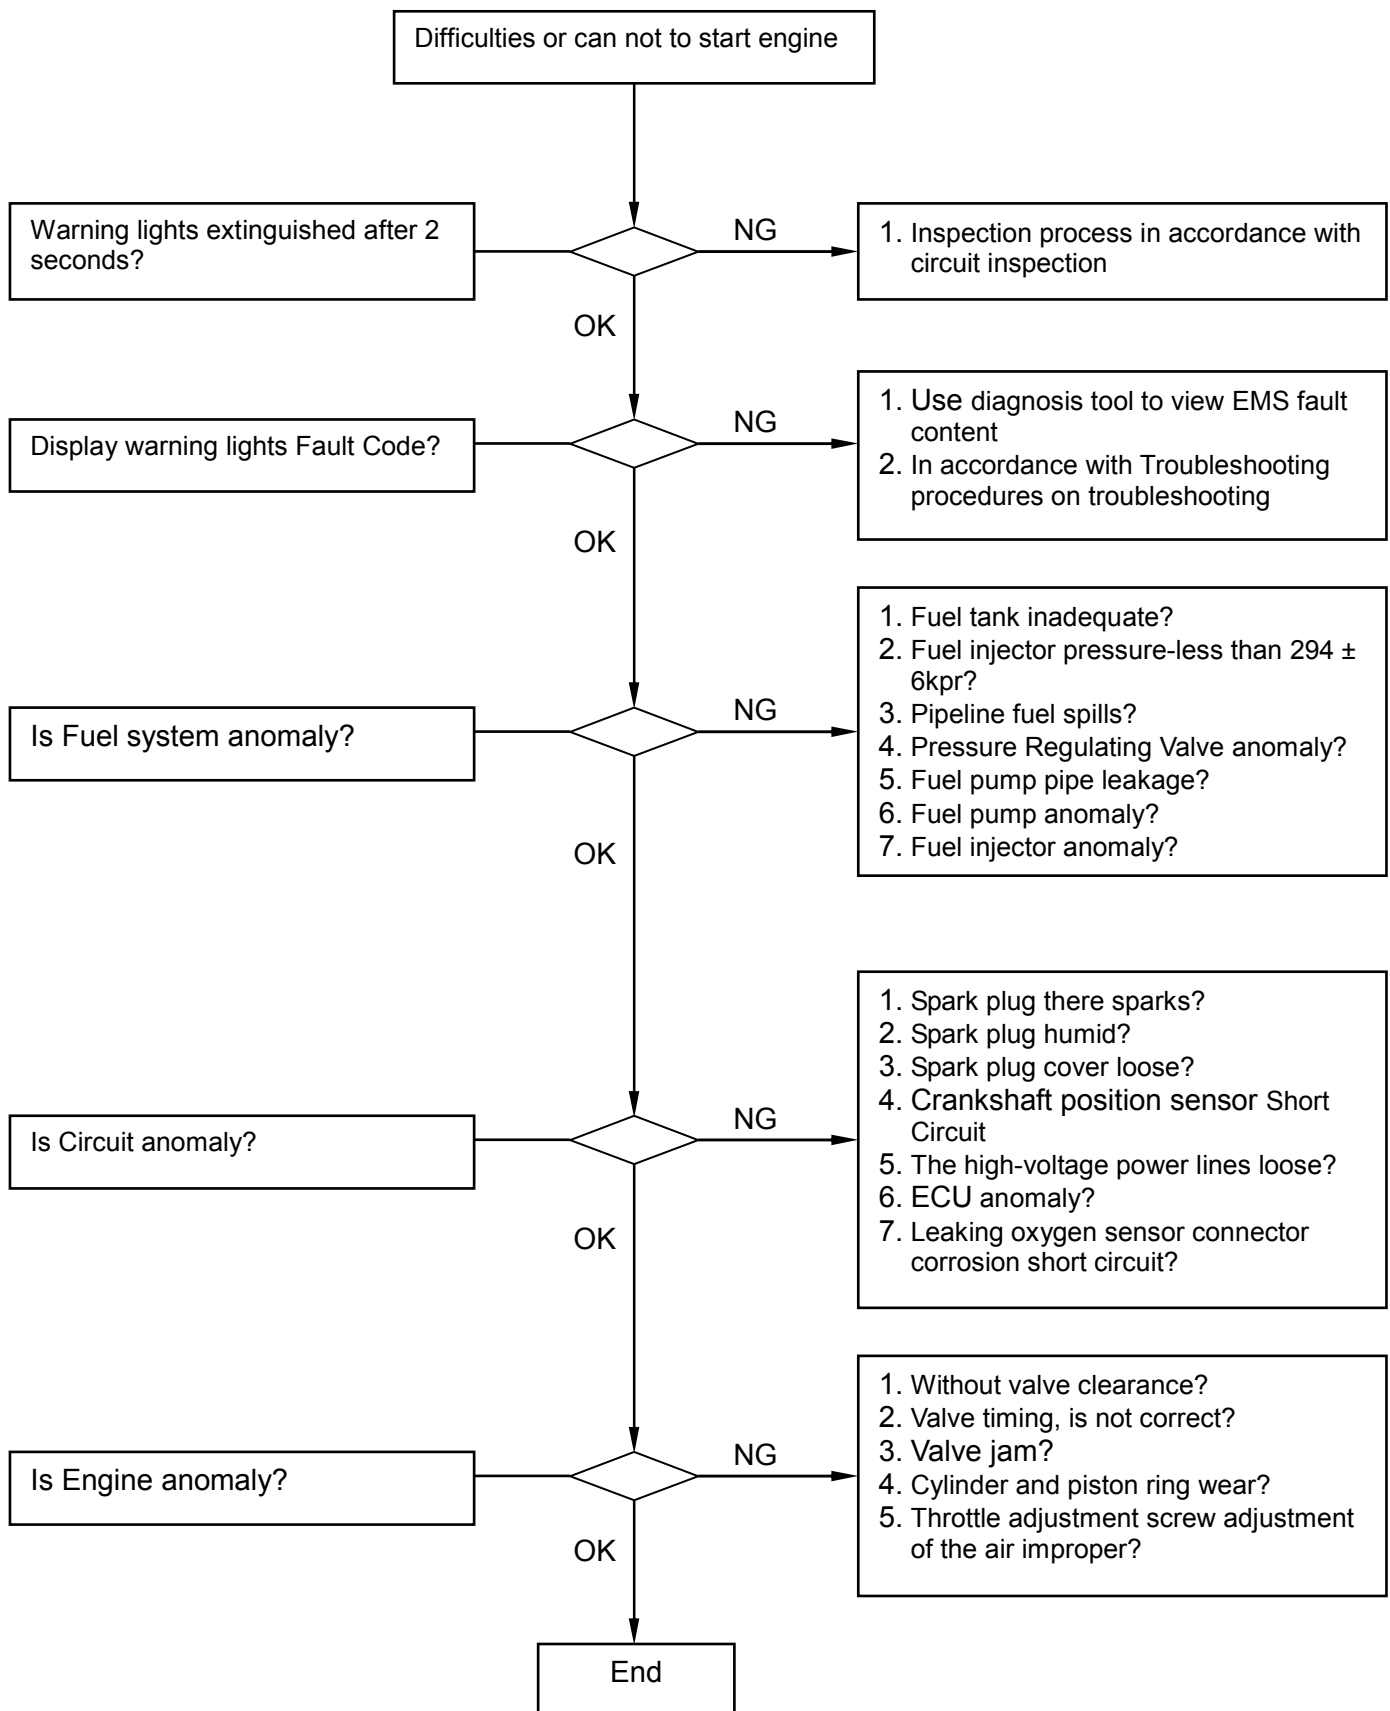 Difficulties or can not to start engine
Warning lights extinguished after 2
seconds?
NG
1. Inspection process in accordance with
circuit inspection
OK
Display warning lights Fault Code?
NG
1. Use diagnosis tool to view EMS fault
content
2. In accordance with Troubleshooting
procedures on troubleshooting
OK
Is Fuel system anomaly?
NG
1. Fuel tank inadequate?
2. Fuel injector pressure-less than 294 ±
6kpr?
3. Pipeline fuel spills?
4. Pressure Regulating Valve anomaly?
5. Fuel pump pipe leakage?
6. Fuel pump anomaly?
7. Fuel injector anomaly?
OK
Is Circuit anomaly?
NG
1. Spark plug there sparks?
2. Spark plug humid?
3. Spark plug cover loose?
4. Crankshaft position sensor Short
Circuit
5. The high-voltage power lines loose?
6. ECU anomaly?
7. Leaking oxygen sensor connector
corrosion short circuit?
OK
Is Engine anomaly?
NG
1. Without valve clearance?
2. Valve timing, is not correct?
3. Valve jam?
4. Cylinder and piston ring wear?
5. Throttle adjustment screw adjustment
of the air improper?
OK
End